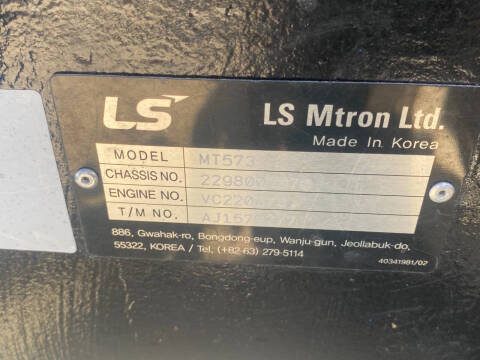 LS
LS Mtron Ltd.
Made In Korea
MODEL MT573
CHASSIS NO.
ENGINE NO.
T/M NO.
886, Gwahak-ro, Bongdong-eup, Wanju-gun, Jeollabuk-do,
55322, KOREA / Tel, (+82-63) 279-5114
40341981/02